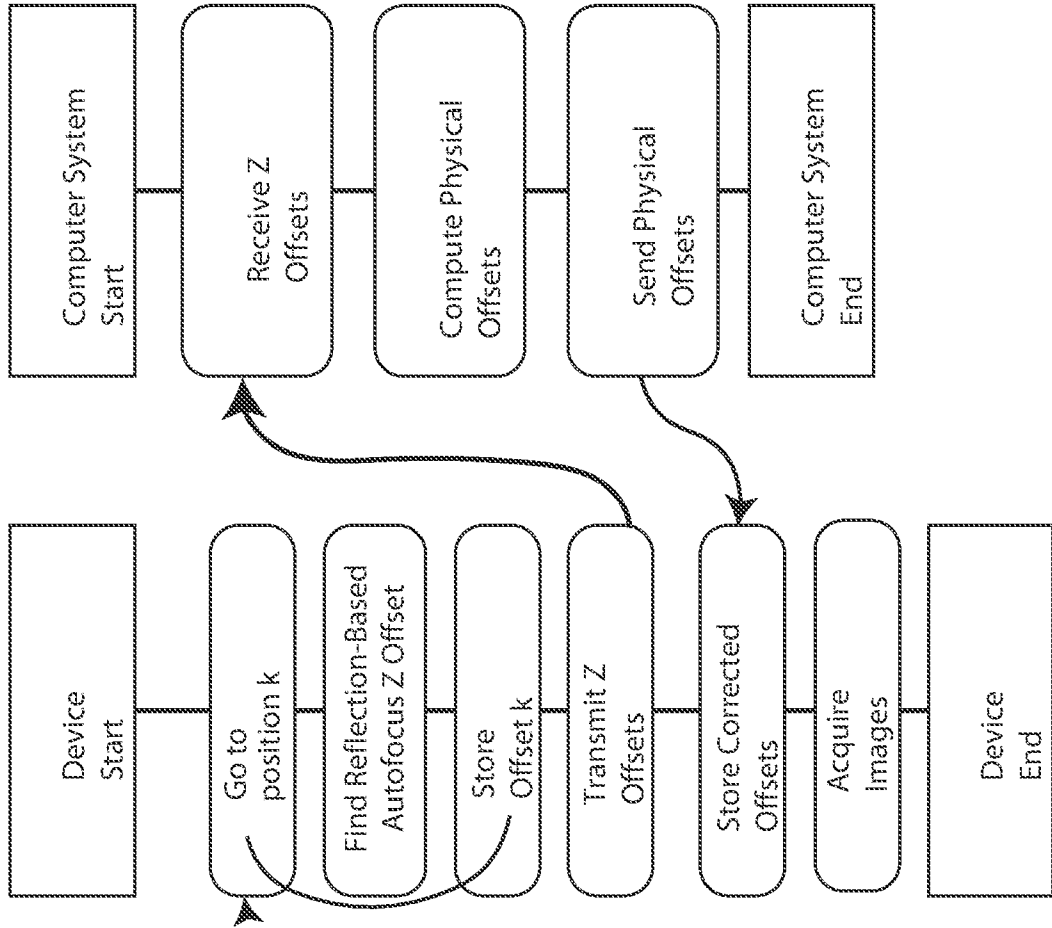 Device
Start
Go to
position k
Find Reflection-Based
Autofocus Z Offset
Store
Offset k
Transmit Z
Offsets
Store Corrected
Offsets
Acquire
Images
Device
End
Computer System
Start
Receive Z
Offsets
Compute Physical
Offsets
Send Physical
Offsets
Computer System
End